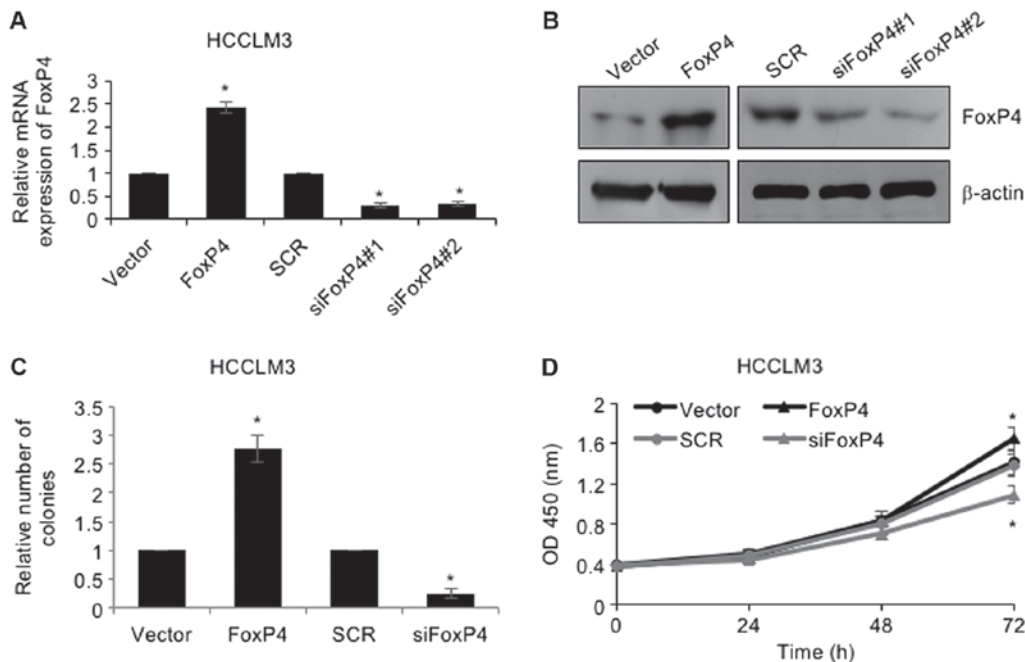 A
HCCLM3
Relative mRNA
expression of FoxP4
3
2.5
2
1.5
1
0.5
0
*
*
*
Vector
FoxP4
SCR
siFoxP4#1
siFoxP4#2
B
Vector
FoxP4
SCR
siFoxP4#1
siFoxP4#2
FoxP4
β-actin
C
HCCLM3
Relative number of
colonies
3.5
3
2.5
2
1.5
1
0.5
0
*
*
Vector
FoxP4
SCR
siFoxP4
D
HCCLM3
OD 450 (nm)
2
1.6
1.2
0.8
0.4
0
Vector
FoxP4
SCR
siFoxP4
*
*
0
24
48
72
Time (h)